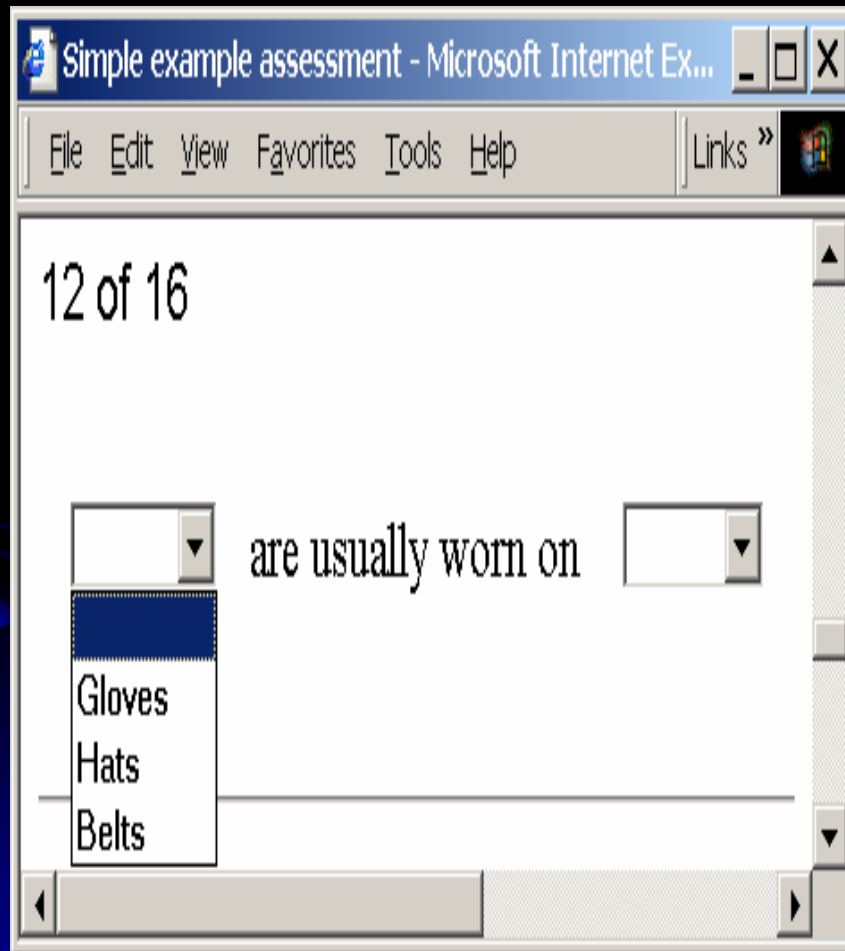 Simple example assessment - Microsoft Internet Ex...
File Edit View Favorites Tools Help Links »
12 of 16
are usually worn on
Gloves
Hats
Belts